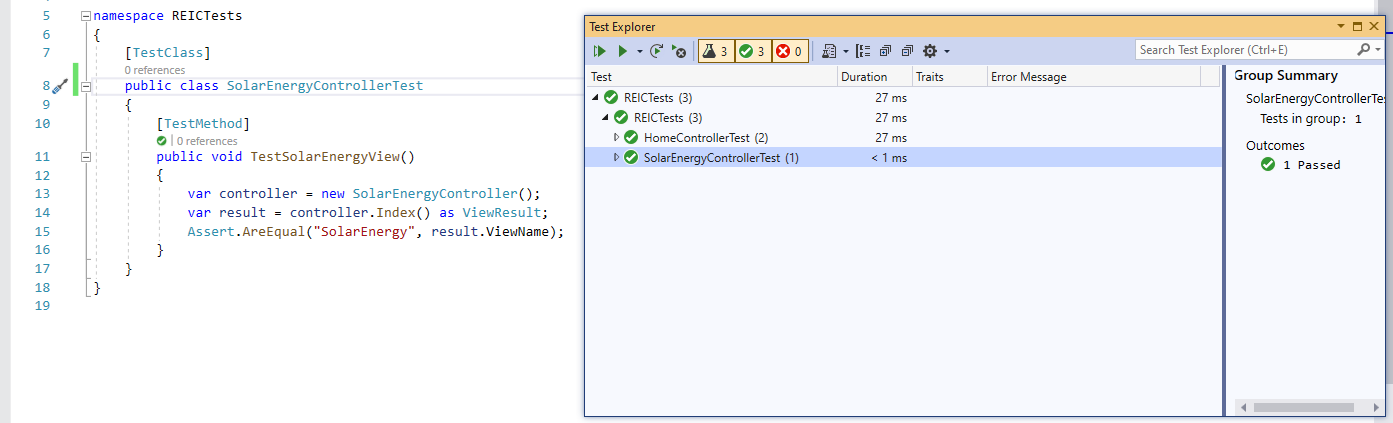 5 namespace REICTests
6 {
7 [TestClass]
0 references
8 public class SolarEnergyControllerTest
9 {
10 [TestMethod]
| 0 references
11 public void TestSolarEnergyView()
12 {
13 var controller = new SolarEnergyController();
14 var result = controller.Index() as ViewResult;
15 Assert.AreEqual("SolarEnergy", result.ViewName);
16 }
17 }
18 }
19
Test Explorer
3 3 0
Search Test Explorer (Ctrl+E)
Test Duration Traits Error Message
REICTests (3) 27 ms
REICTests (3) 27 ms
HomeControllerTest (2) 27 ms
SolarEnergyControllerTest (1) < 1 ms
Group Summary
SolarEnergyControllerTes
Tests in group: 1
Outcomes
1 Passed